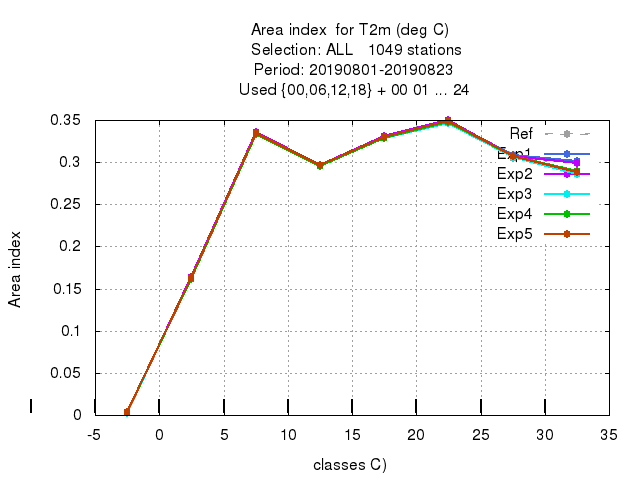 Area index  for T2m (deg C)
Selection: ALL   1049 stations
Period: 20190801-20190823
Used {00,06,12,18} + 00 01 ... 24
0.35
0.3
0.25
0.2
0.15
0.1
0.05
0
Area index
Ref
Exp1
Exp2
Exp3
Exp4
Exp5
-5 0 5 10 15 20 25 30 35
classes C)